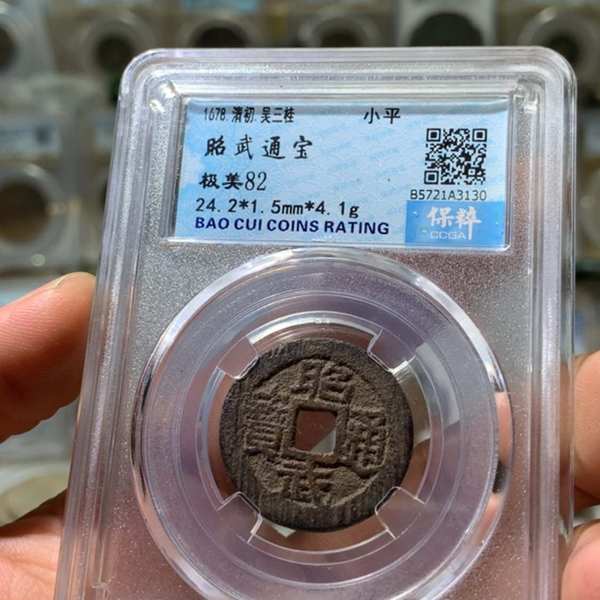 1678.清初.吴三桂 小平
昭武通宝
极美82
24.2*1.5mm*4.1g
BAO CUI COINS RATING
B5721A3130
保粹
CCGA
昭武通寶